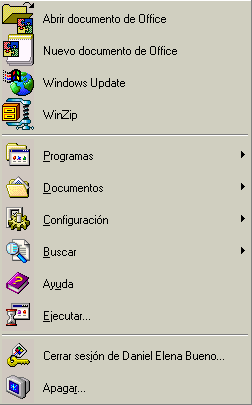 Abrir documento de Office
Nuevo documento de Office
Windows Update
WinZip
Programas
Documentos
Configuración
Buscar
Ayuda
Ejecutar...
Cerrar sesión de Daniel Elena Bueno...
Apagar...